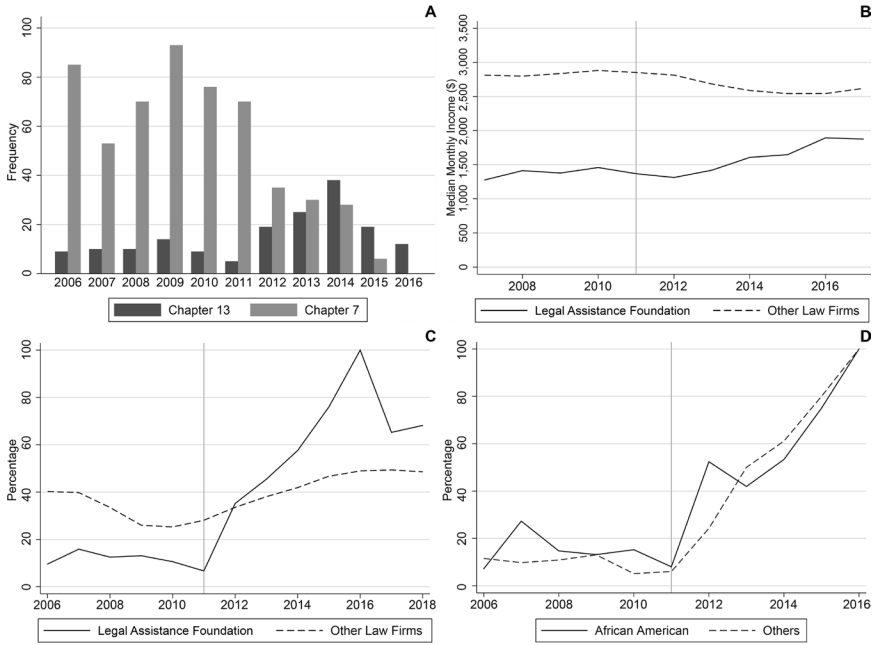 A
Frequency
100
80
60
40
20
0
2006 2007 2008 2009 2010 2011 2012 2013 2014 2015 2016
Chapter 13 Chapter 7
B
Median Monthly Income ($)
3,500
3,000
2,500
2,000
1,500
1,000
500
0
2008 2010 2012 2014 2016
Legal Assistance Foundation Other Law Firms
C
Percentage
100
80
60
40
20
0
2006 2008 2010 2012 2014 2016 2018
Legal Assistance Foundation Other Law Firms
D
Percentage
100
80
60
40
20
0
2006 2008 2010 2012 2014 2016
African American Others